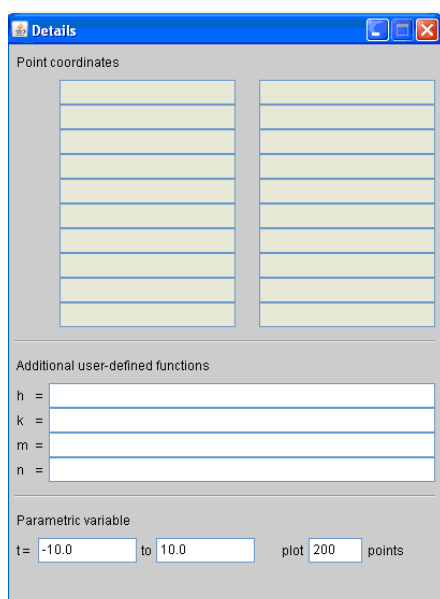 Details
Point coordinates
Additional user-defined functions
h =
k =
m =
n =
Parametric variable
t= -10.0 to 10.0 plot 200 points